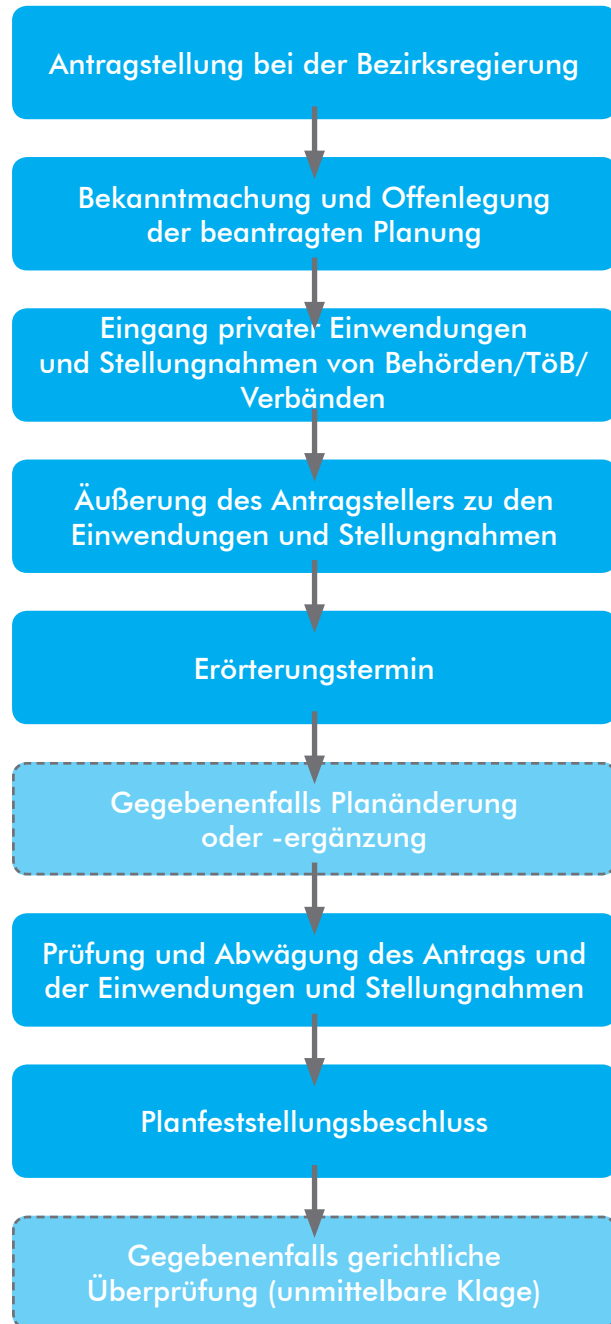 Antragstellung bei der Bezirksregierung
Bekanntmachung und Offenlegung
der beantragten Planung
Eingang privater Einwendungen
und Stellungnahmen von Behörden/TöB/
Verbänden
Äußerung des Antragstellers zu den
Einwendungen und Stellungnahmen
Erörterungstermin
Gegebenenfalls Planänderung
oder -ergänzung
Prüfung und Abwägung des Antrags und
der Einwendungen und Stellungnahmen
Planfeststellungsbeschluss
Gegebenenfalls gerichtliche
Überprüfung (unmittelbare Klage)